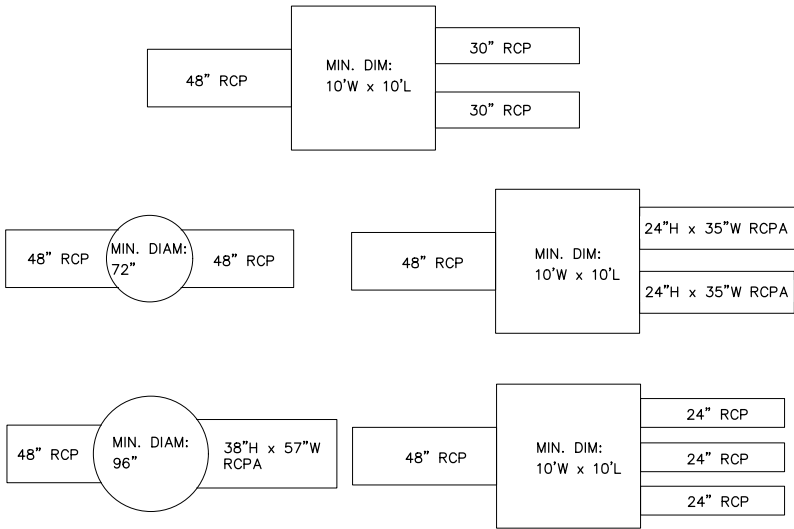 48” RCP
MIN. DIM:
10’W x 10’L
30” RCP
30” RCP
48” RCP
MIN. DIAM:
72”
48” RCP
48” RCP
MIN. DIM:
10’W x 10’L
24”H x 35”W RCPA
24”H x 35”W RCPA
48” RCP
MIN. DIAM:
96”
38”H x 57”W
RCPA
48” RCP
MIN. DIM:
10’W x 10’L
24” RCP
24” RCP
24” RCP